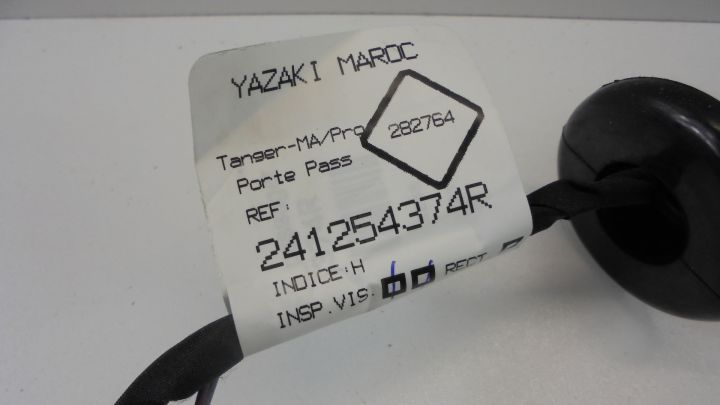 YAZAKI MAROC
282764
Tanger-MA/Pro
Porte Pass
REF:
241254374R
INDICE:H
INSP.VIS: RECT